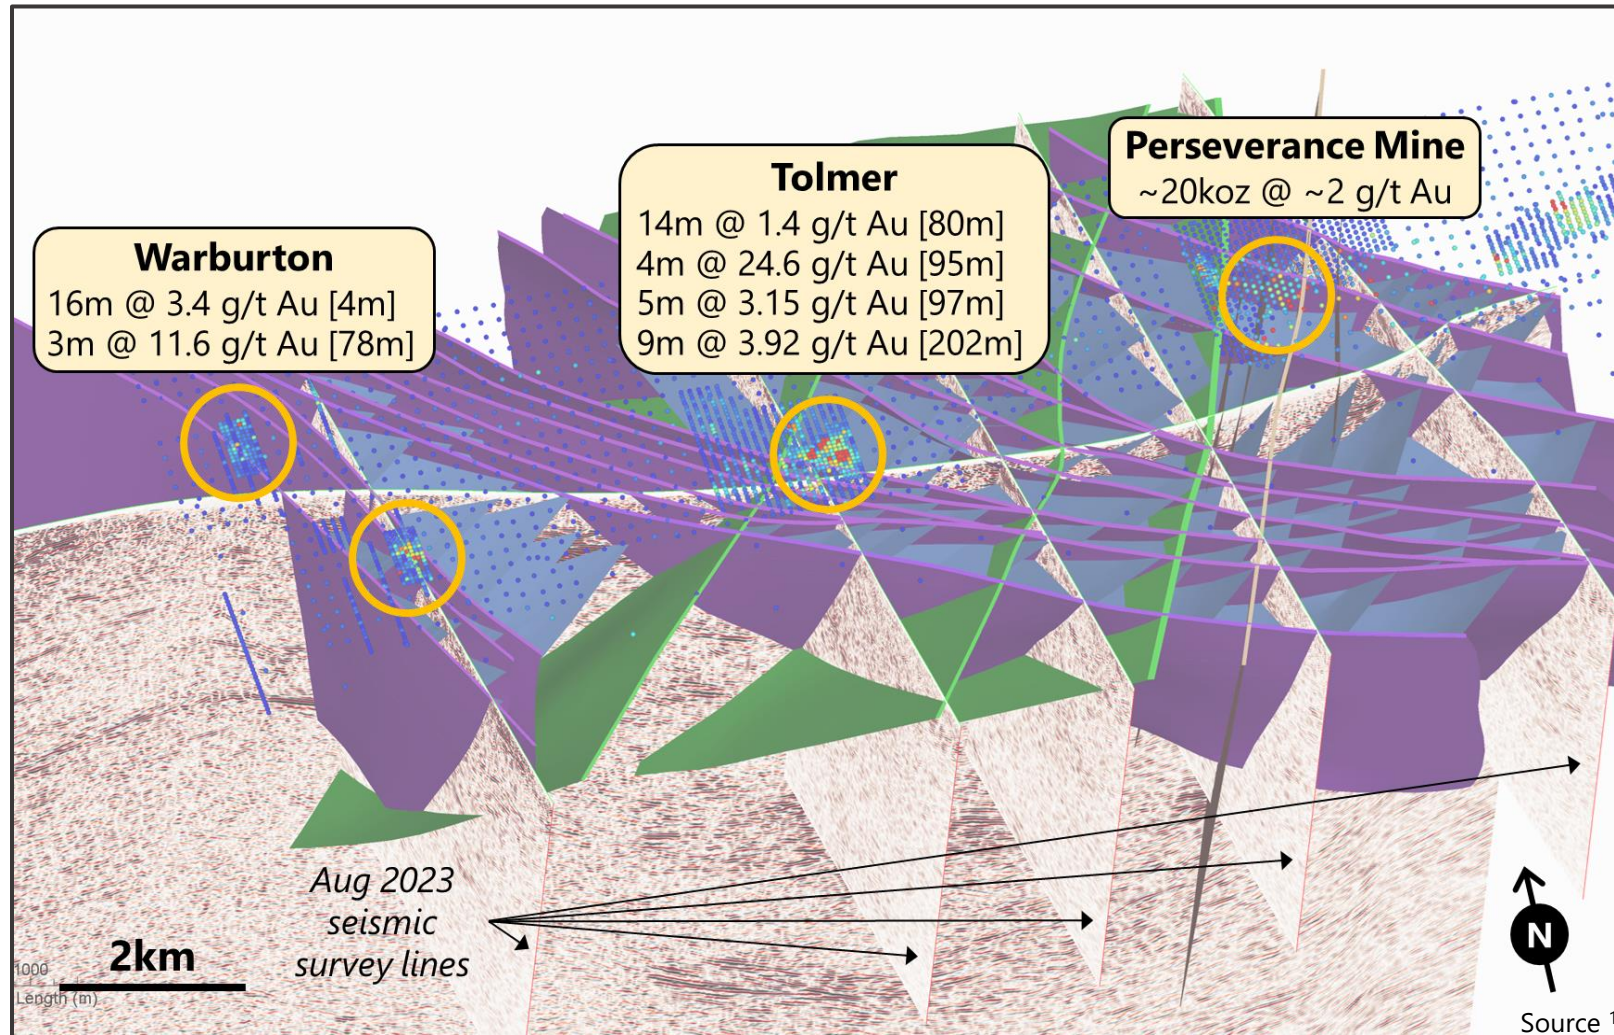 Perseverance Mine
~20koz @ ~2 g/t Au
Tolmer
14m @ 1.4 g/t Au [80m]
4m @ 24.6 g/t Au [95m]
5m @ 3.15 g/t Au [97m]
9m @ 3.92 g/t Au [202m]
Warburton
16m @ 3.4 g/t Au [4m]
3m @ 11.6 g/t Au [78m]
Aug 2023
seismic
survey lines
2km
1000
Length (m)
N
Source 1